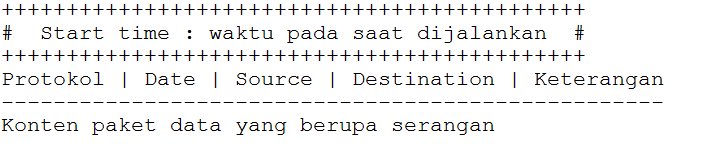 +++++++++++++++++++++++++++++++++++++++++++++
#  Start time : waktu pada saat dijalankan  #
+++++++++++++++++++++++++++++++++++++++++++++
Protokol | Date | Source | Destination | Keterangan
---------------------------------------------------
Konten paket data yang berupa serangan